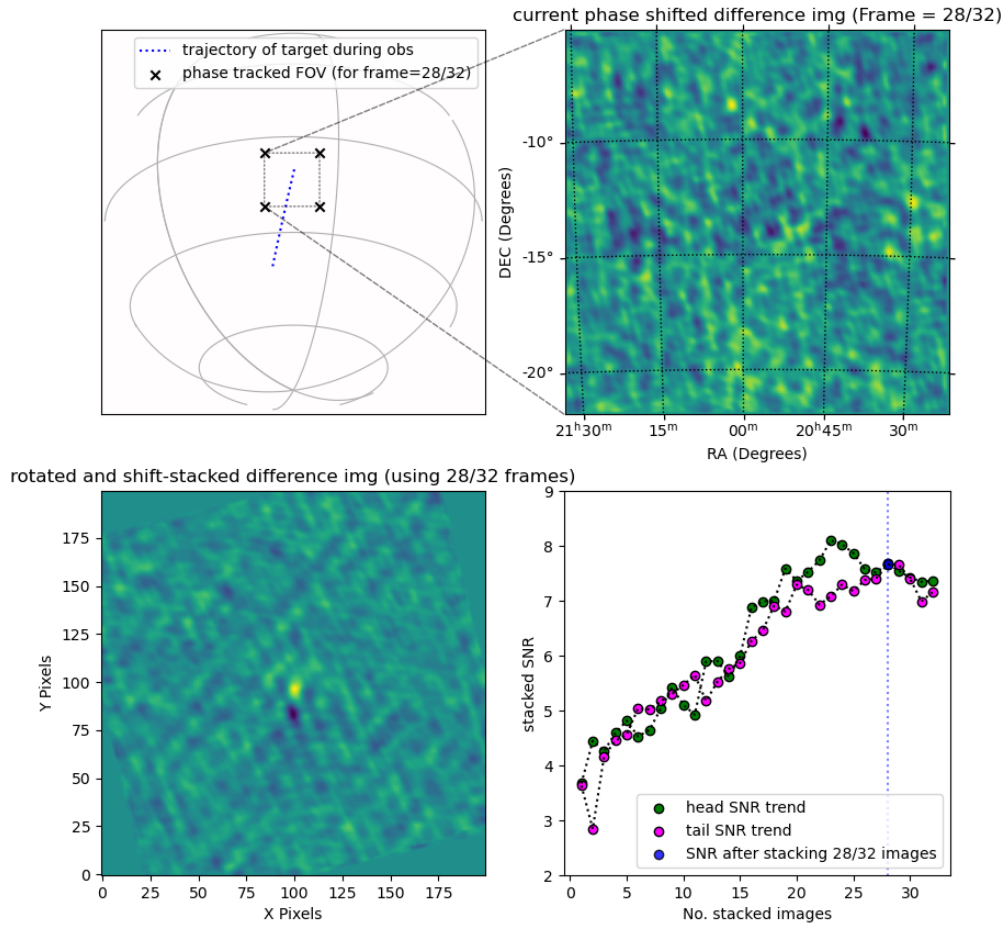 current phase shifted difference img (Frame = 28/32)
trajectory of target during obs
phase tracked FOV (for frame=28/32)
-10°
-15°
-20°
DEC (Degrees)
21ʰ30ᵐ 15ᵐ 00ᵐ 20ʰ45ᵐ 30ᵐ
RA (Degrees)
rotated and shift-stacked difference img (using 28/32 frames)
175
150
125
100
75
50
25
0
Y Pixels
0 25 50 75 100 125 150 175
X Pixels
9
8
7
6
5
4
3
2
stacked SNR
head SNR trend
tail SNR trend
SNR after stacking 28/32 images
0 5 10 15 20 25 30
No. stacked images